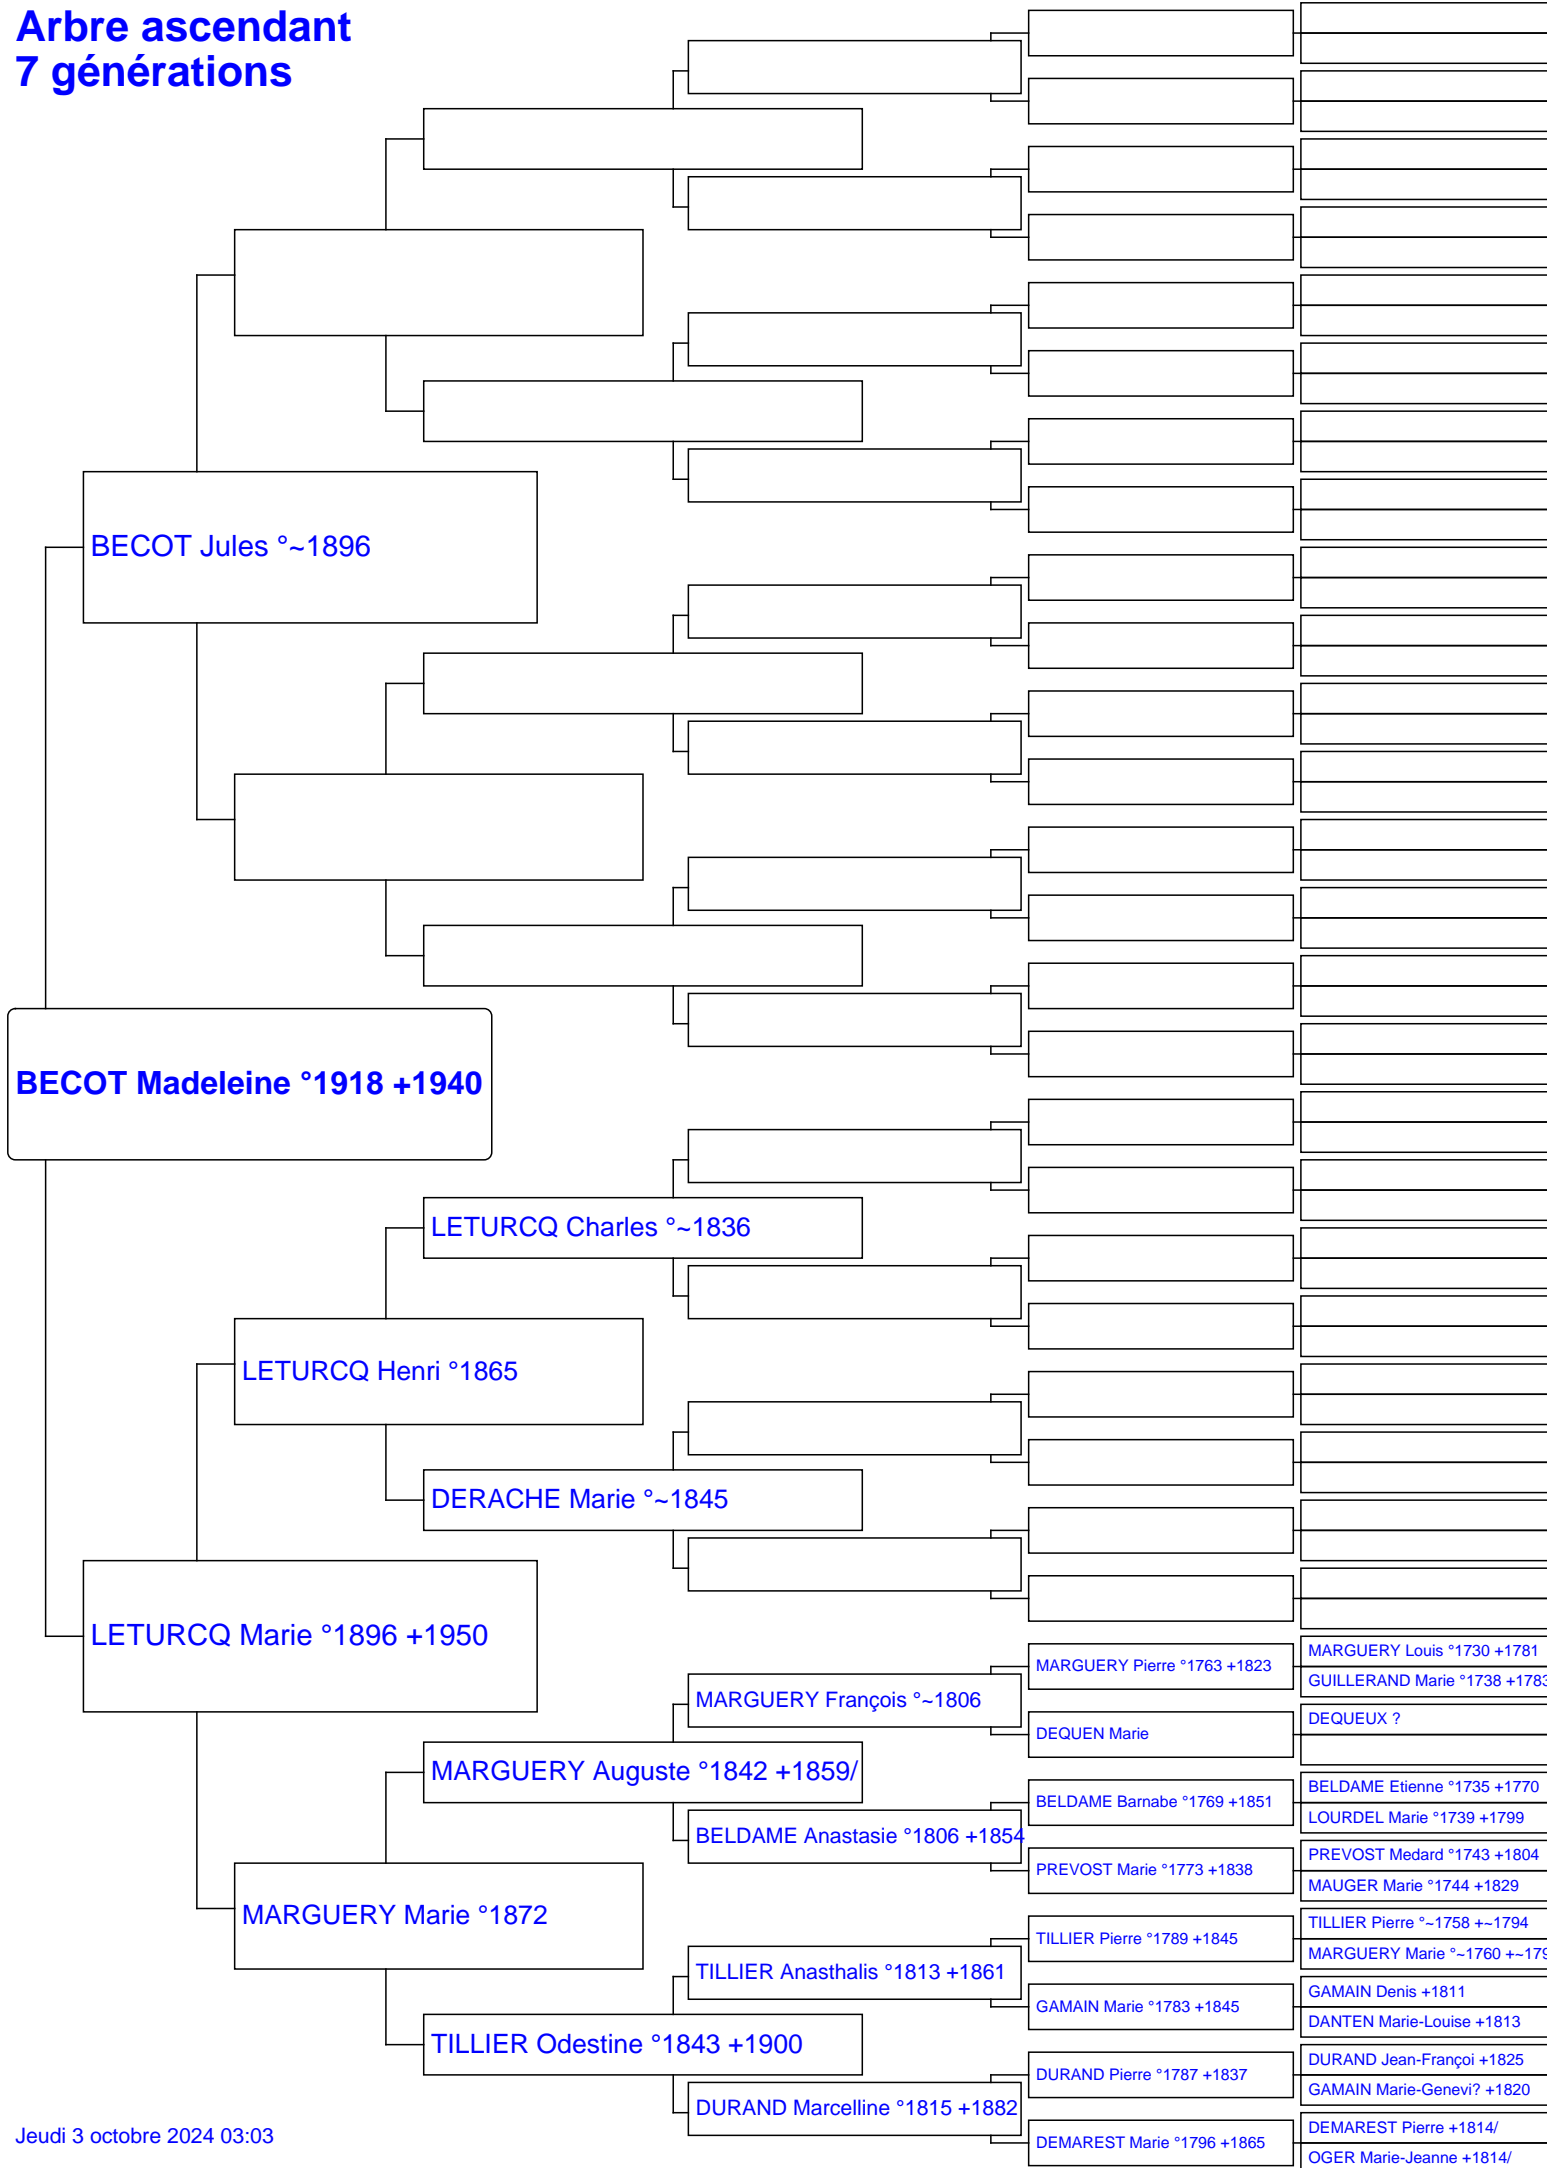 Arbre ascendant
7 générations
BECOT Jules °~1896
BECOT Madeleine °1918 +1940
LETURCQ Charles °~1836
LETURCQ Henri °1865
DERACHE Marie °~1845
LETURCQ Marie °1896 +1950
MARGUERY Louis °1730 +1781
MARGUERY Pierre °1763 +1823
GUILLERAND Marie °1738 +1783
MARGUERY François °~1806
DEQUEUX ?
DEQUEN Marie
MARGUERY Auguste °1842 +1859/
BELDAME Etienne °1735 +1770
BELDAME Barnabe °1769 +1851
LOURDEL Marie °1739 +1799
BELDAME Anastasie °1806 +1854
PREVOST Medard °1743 +1804
PREVOST Marie °1773 +1838
MAUGER Marie °1744 +1829
MARGUERY Marie °1872
TILLIER Pierre °~1758 +~1794
TILLIER Pierre °1789 +1845
MARGUERY Marie °~1760 +~179
TILLIER Anasthalis °1813 +1861
GAMAIN Denis +1811
GAMAIN Marie °1783 +1845
DANTEN Marie-Louise +1813
TILLIER Odestine °1843 +1900
DURAND Jean-Françoi +1825
DURAND Pierre °1787 +1837
GAMAIN Marie-Genevi? +1820
DURAND Marcelline °1815 +1882
DEMAREST Pierre +1814/
DEMAREST Marie °1796 +1865
OGER Marie-Jeanne +1814/
Jeudi 3 octobre 2024 03:03